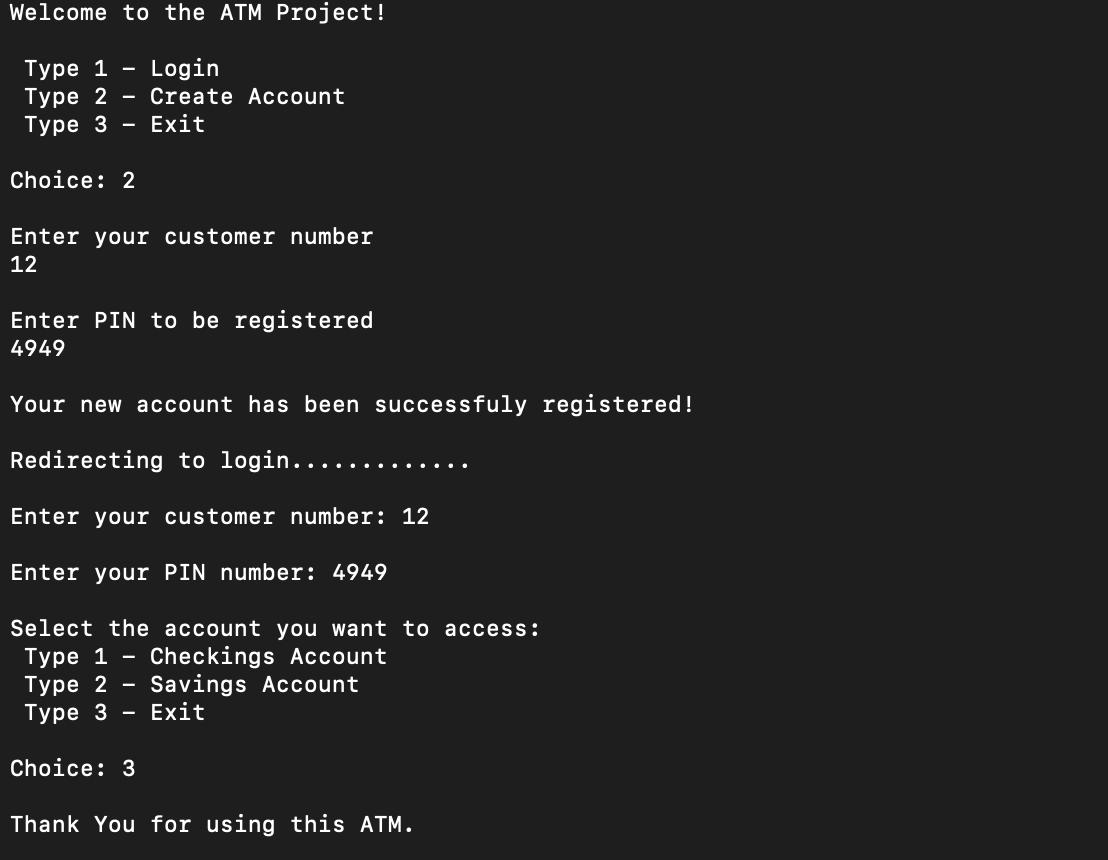 Welcome to the ATM Project!
Type 1 – Login
Type 2 – Create Account
Type 3 – Exit
Choice: 2
Enter your customer number
12
Enter PIN to be registered
4949
Your new account has been successfuly registered!
Redirecting to login.............
Enter your customer number: 12
Enter your PIN number: 4949
Select the account you want to access:
Type 1 – Checkings Account
Type 2 – Savings Account
Type 3 – Exit
Choice: 3
Thank You for using this ATM.